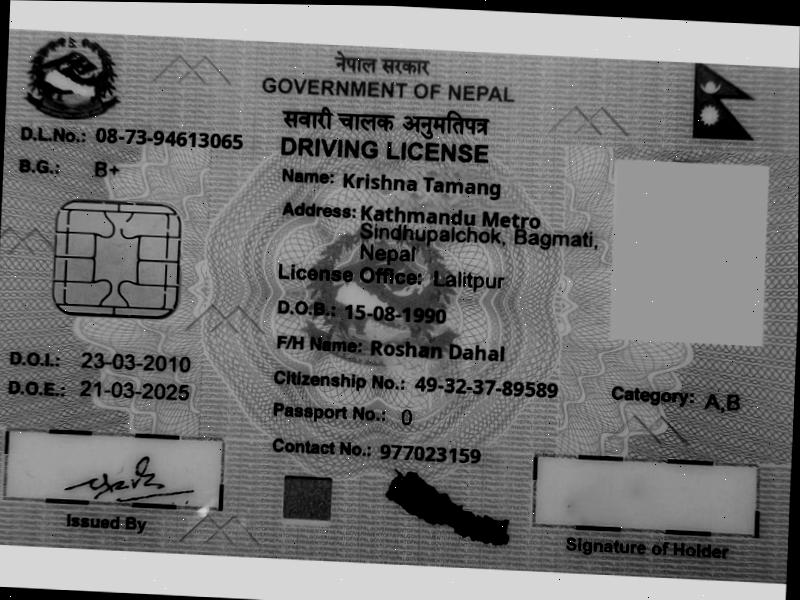 नेपाल सरकार
GOVERNMENT OF NEPAL
सवारी चालक अनुमतिपत्र
DRIVING LICENSE
D.L.No.: 08-73-94613065
B.G.: B+
Name: Krishna Tamang
Address: Kathmandu Metro
Sindhupalchok, Bagmati,
Nepal
License Office: Lalitpur
D.O.B.: 15-08-1990
F/H Name: Roshan Dahal
D.O.I.: 23-03-2010
D.O.E.: 21-03-2025
Citizenship No.: 49-32-37-89589
Category: A,B
Passport No.: 0
Contact No.: 977023159
Issued By
Signature of Holder